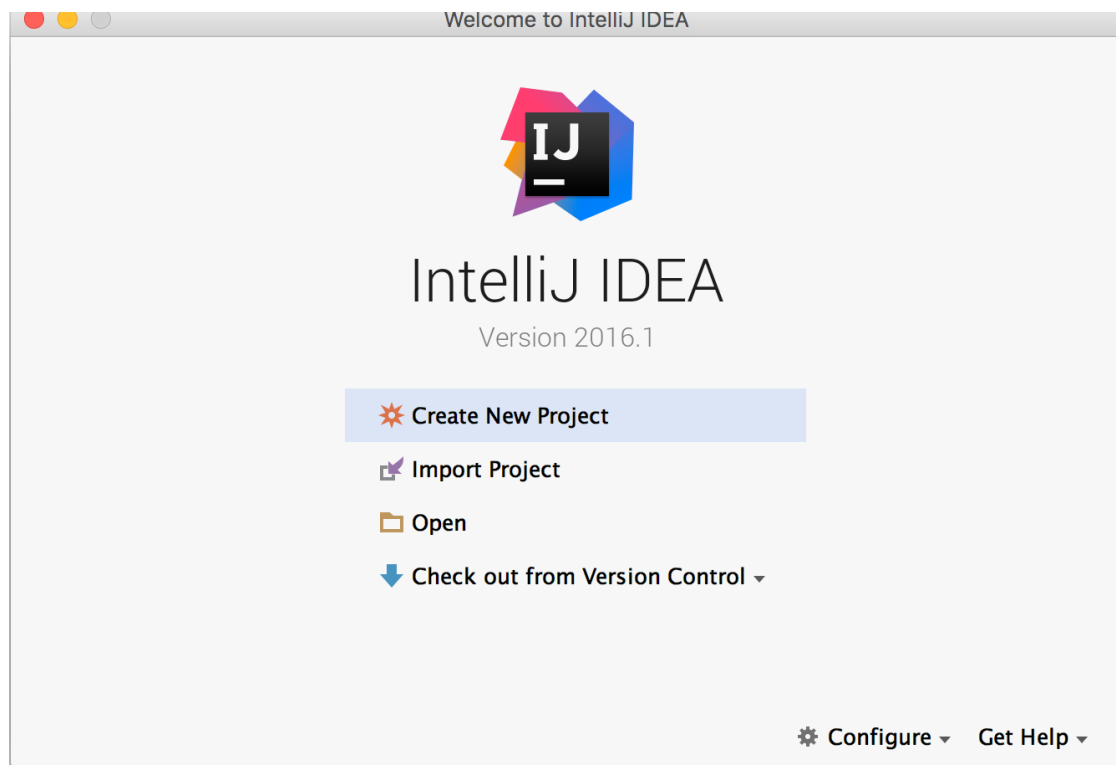 Welcome to IntelliJ IDEA
IJ
IntelliJ IDEA
Version 2016.1
Create New Project
Import Project
Open
Check out from Version Control
Configure Get Help